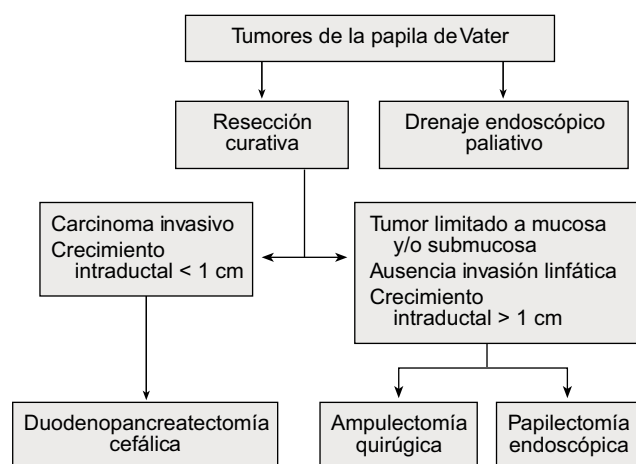 Tumores de la papila de Vater
Resección
curativa
Drenaje endoscópico
paliativo
Carcinoma invasivo
Crecimiento
intraductal < 1 cm
Tumor limitado a mucosa
y/o submucosa
Ausencia invasión linfática
Crecimiento
intraductal > 1 cm
Duodenopancreatectomía
cefálica
Ampulectomía
quirúgica
Papilectomía
endoscópica